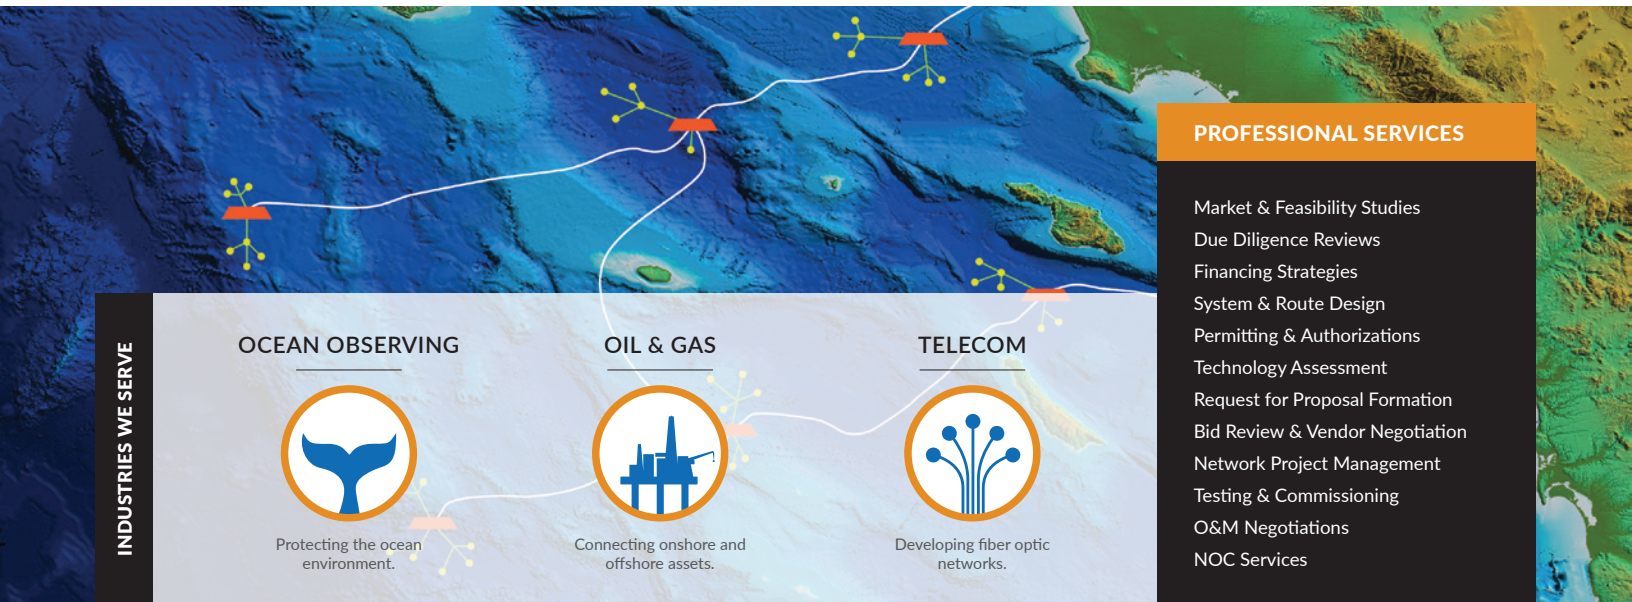 PROFESSIONAL SERVICES
Market & Feasibility Studies
Due Diligence Reviews
Financing Strategies
System & Route Design
Permitting & Authorizations
Technology Assessment
Request for Proposal Formation
Bid Review & Vendor Negotiation
Network Project Management
Testing & Commissioning
O&M Negotiations
NOC Services
INDUSTRIES WE SERVE
OCEAN OBSERVING
Protecting the ocean
environment.
OIL & GAS
Connecting onshore and
offshore assets.
TELECOM
Developing fiber optic
networks.